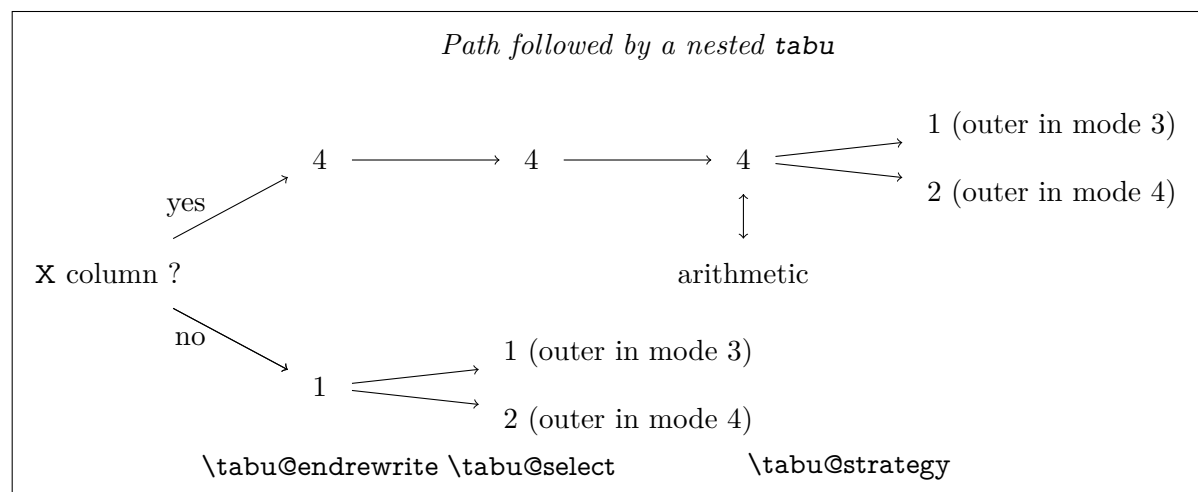 Path followed by a nested tabu
1 (outer in mode 3)
4 4 4
2 (outer in mode 4)
yes
X column ? arithmetic
no
1 (outer in mode 3)
1
2 (outer in mode 4)
\tabu@endrewrite \tabu@select \tabu@strategy